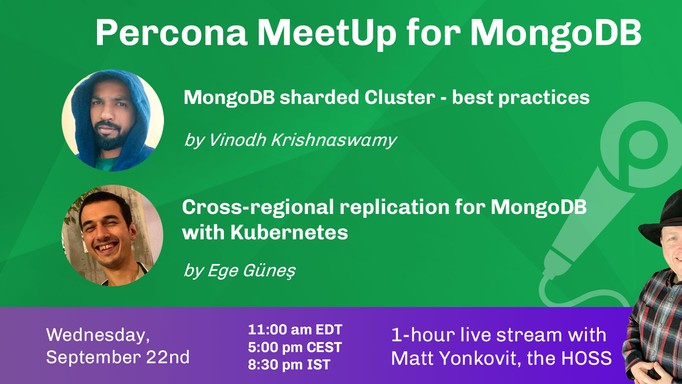 Percona MeetUp for MongoDB
MongoDB sharded Cluster - best practices
by Vinodh Krishnaswamy
Cross-regional replication for MongoDB
with Kubernetes
by Ege Güneş
Wednesday,
September 22nd
11:00 am EDT
5:00 pm CEST
8:30 pm IST
1-hour live stream with
Matt Yonkovit, the HOSS